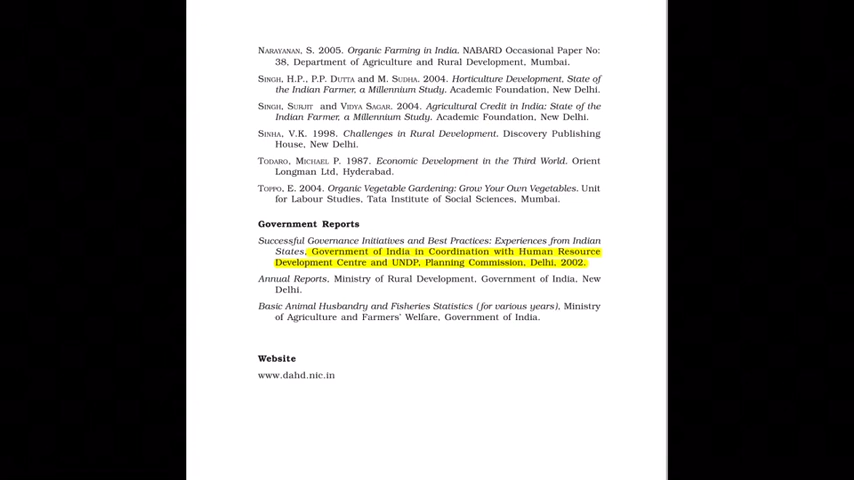 NARAYANAN, S. 2005. Organic Farming in India. NABARD Occasional Paper No:
38, Department of Agriculture and Rural Development, Mumbai.
SINGH, H.P., P.P. DUTTA and M. SUDHA. 2004. Horticulture Development, State of
the Indian Farmer, a Millennium Study. Academic Foundation, New Delhi.
SINGH, SURJIT and VIDYA SAGAR. 2004. Agricultural Credit in India: State of the
Indian Farmer, a Millennium Study. Academic Foundation, New Delhi.
SINHA, V.K. 1998. Challenges in Rural Development. Discovery Publishing
House, New Delhi.
TODARO, MICHAEL P. 1987. Economic Development in the Third World. Orient
Longman Ltd, Hyderabad.
TOPPO, E. 2004. Organic Vegetable Gardening: Grow Your Own Vegetables. Unit
for Labour Studies, Tata Institute of Social Sciences, Mumbai.
Government Reports
Successful Governance Initiatives and Best Practices: Experiences from Indian
States, Government of India in Coordination with Human Resource
Development Centre and UNDP, Planning Commission, Delhi, 2002.
Annual Reports, Ministry of Rural Development, Government of India, New
Delhi.
Basic Animal Husbandry and Fisheries Statistics (for various years), Ministry
of Agriculture and Farmers' Welfare, Government of India.
Website
www.dahd.nic.in